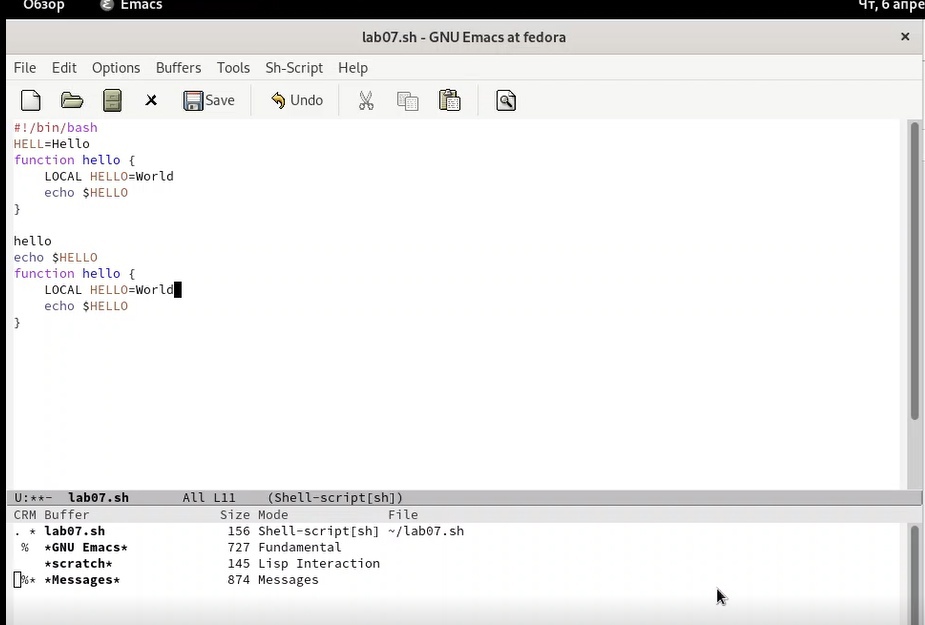 Обзор Emacs Чт, 6 апре
lab07.sh - GNU Emacs at fedora
File Edit Options Buffers Tools Sh-Script Help
Save Undo
#!/bin/bash
HELL=Hello
function hello {
    LOCAL HELLO=World
    echo $HELLO
}
hello
echo $HELLO
function hello {
    LOCAL HELLO=World
    echo $HELLO
}
U:**-  lab07.sh       All L11    (Shell-script[sh])
CRM Buffer            Size Mode         File
. * lab07.sh           156 Shell-script[sh] ~/lab07.sh
 %  *GNU Emacs*        727 Fundamental
    *scratch*          145 Lisp Interaction
 %* *Messages*         874 Messages